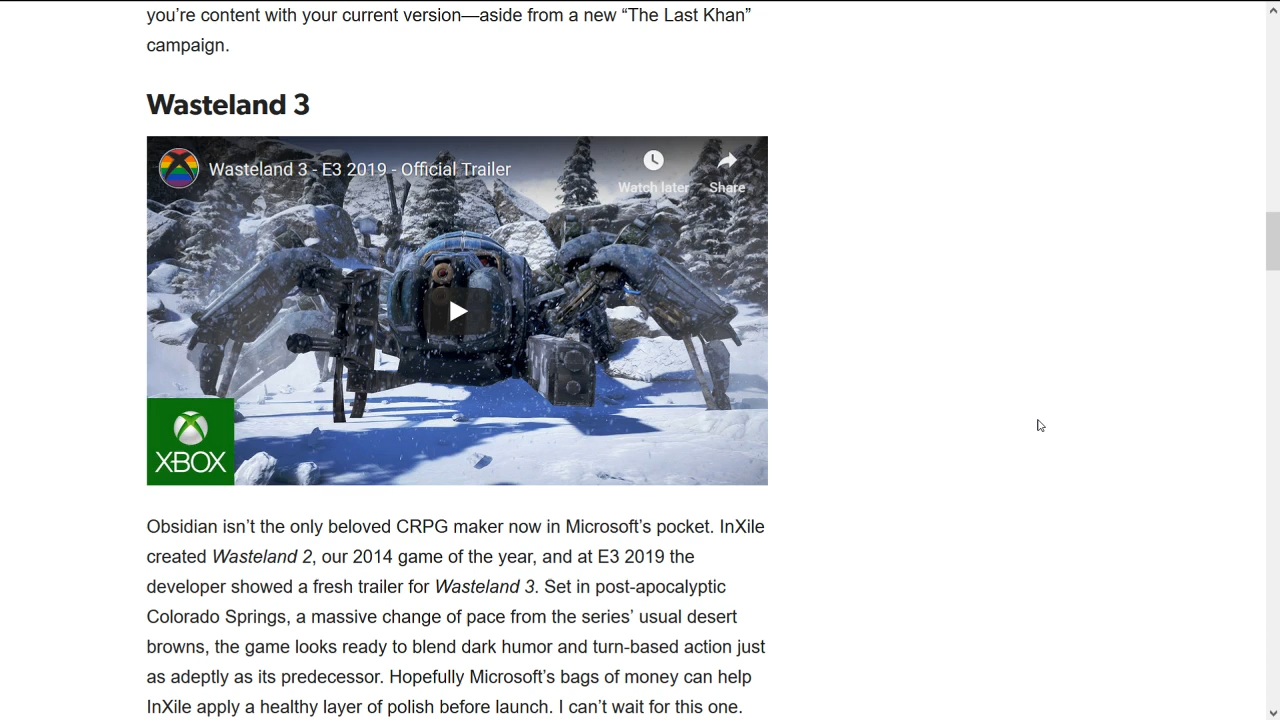 you’re content with your current version—aside from a new “The Last Khan”
campaign.
Wasteland 3
Wasteland 3 - E3 2019 - Official Trailer
Watch later
Share
XBOX
Obsidian isn’t the only beloved CRPG maker now in Microsoft’s pocket. InXile
created Wasteland 2, our 2014 game of the year, and at E3 2019 the
developer showed a fresh trailer for Wasteland 3. Set in post-apocalyptic
Colorado Springs, a massive change of pace from the series’ usual desert
browns, the game looks ready to blend dark humor and turn-based action just
as adeptly as its predecessor. Hopefully Microsoft’s bags of money can help
InXile apply a healthy layer of polish before launch. I can’t wait for this one.